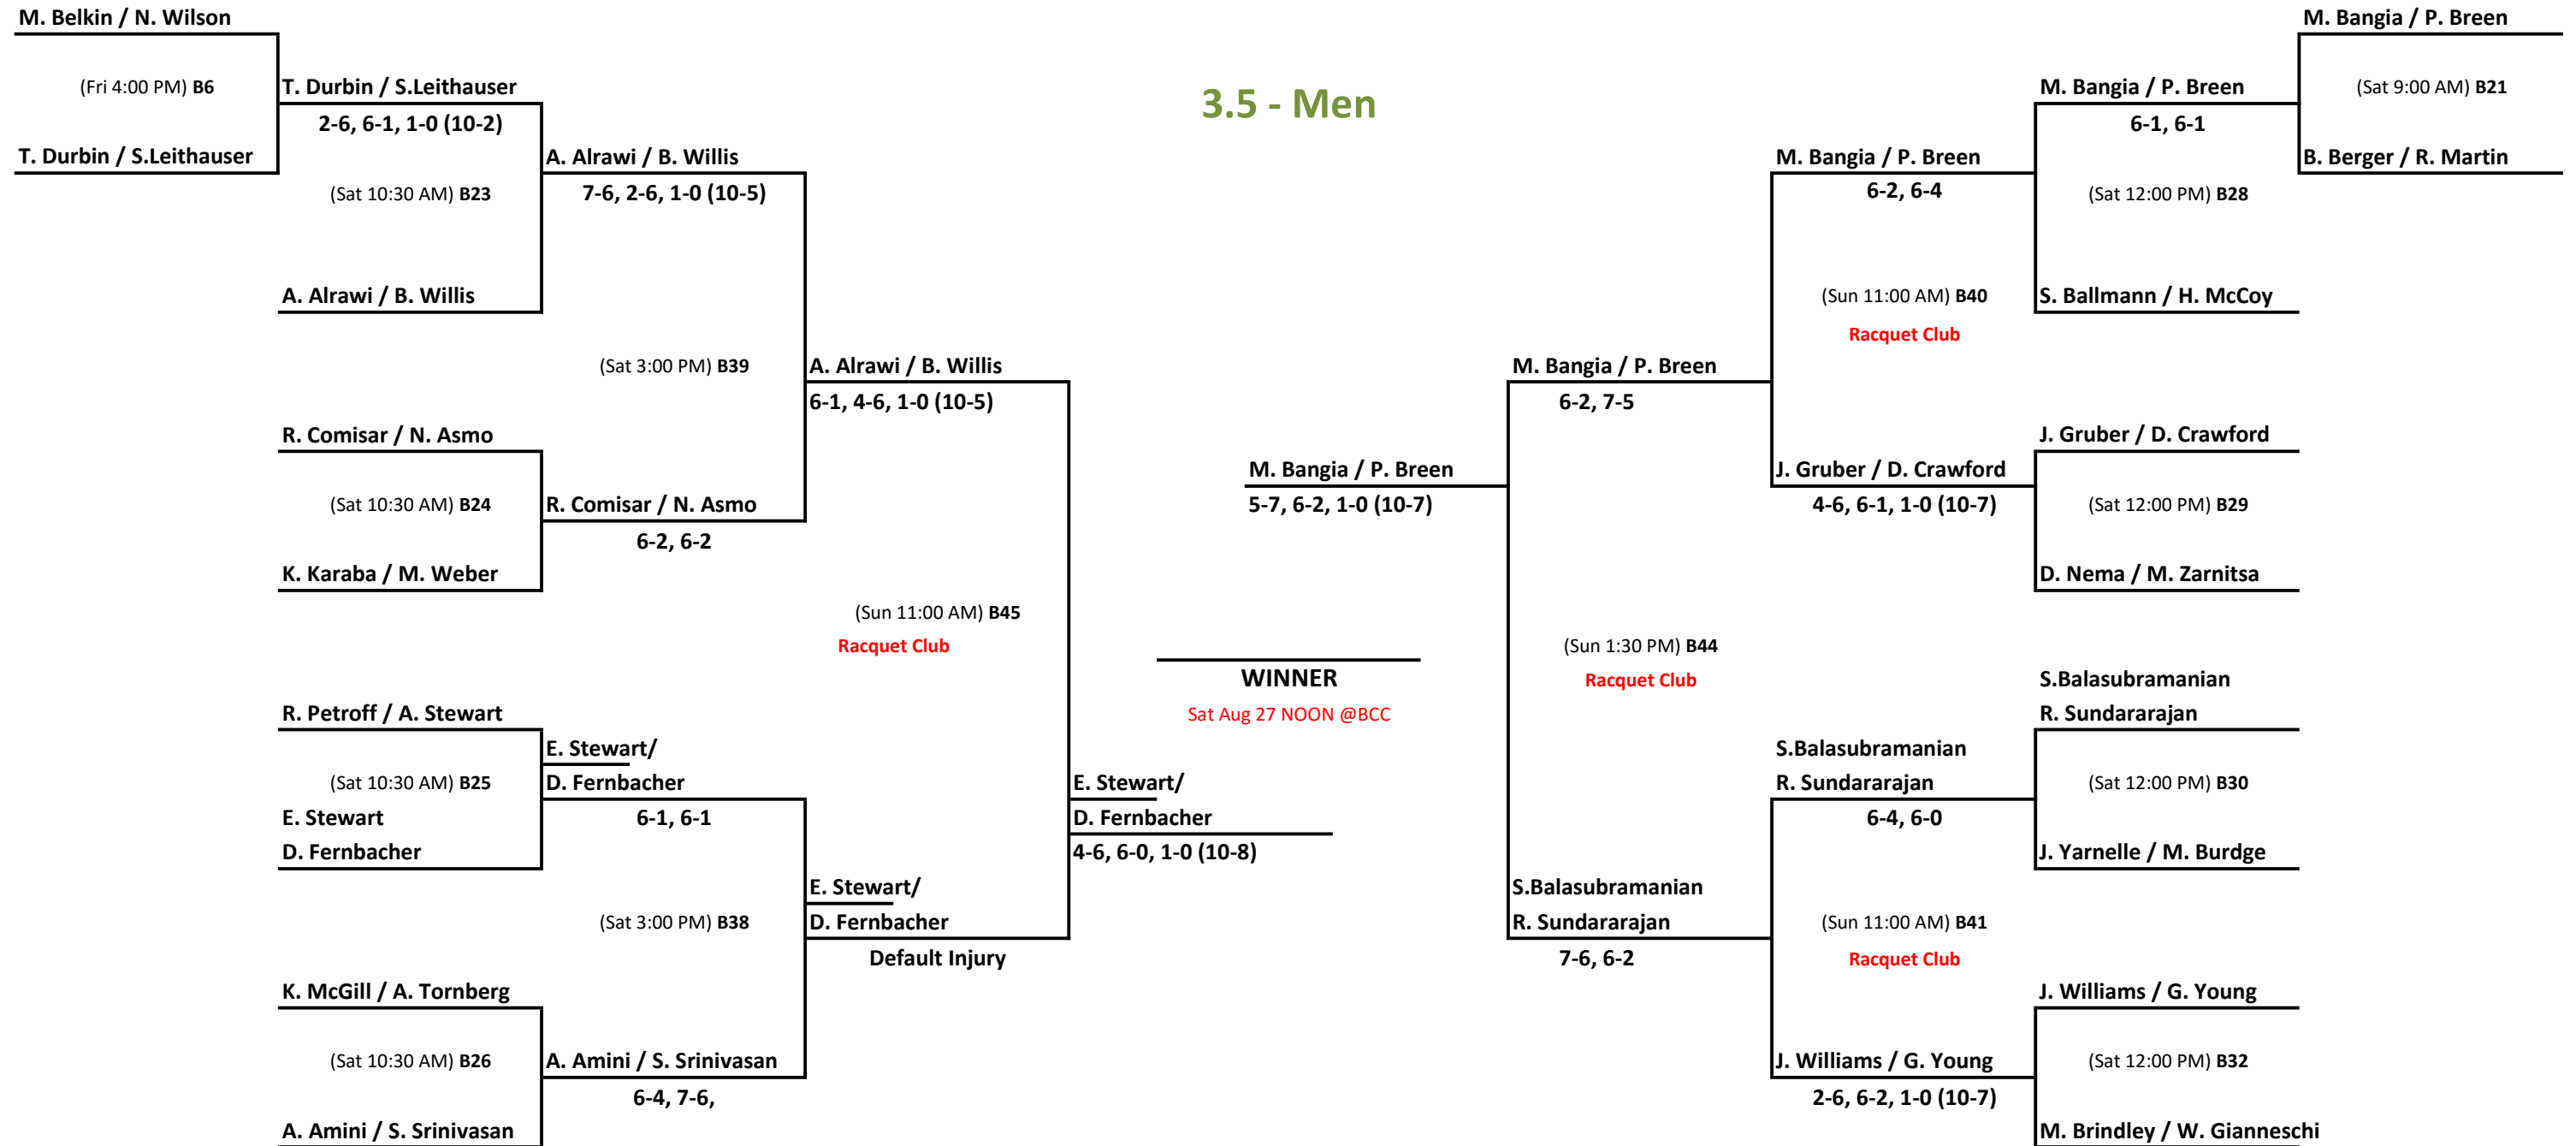 M. Belkin / N. Wilson
M. Bangia / P. Breen
(Fri 4:00 PM) B6
T. Durbin / S.Leithauser
3.5 - Men
M. Bangia / P. Breen
(Sat 9:00 AM) B21
2-6, 6-1, 1-0 (10-2)
6-1, 6-1
T. Durbin / S.Leithauser
A. Alrawi / B. Willis
M. Bangia / P. Breen
B. Berger / R. Martin
(Sat 10:30 AM) B23
7-6, 2-6, 1-0 (10-5)
6-2, 6-4
(Sat 12:00 PM) B28
A. Alrawi / B. Willis
(Sun 11:00 AM) B40
S. Ballmann / H. McCoy
Racquet Club
(Sat 3:00 PM) B39
A. Alrawi / B. Willis
M. Bangia / P. Breen
6-1, 4-6, 1-0 (10-5)
6-2, 7-5
R. Comisar / N. Asmo
J. Gruber / D. Crawford
M. Bangia / P. Breen
J. Gruber / D. Crawford
(Sat 10:30 AM) B24
R. Comisar / N. Asmo
5-7, 6-2, 1-0 (10-7)
4-6, 6-1, 1-0 (10-7)
(Sat 12:00 PM) B29
6-2, 6-2
K. Karaba / M. Weber
D. Nema / M. Zarnitsa
(Sun 11:00 AM) B45
Racquet Club
(Sun 1:30 PM) B44
WINNER
Racquet Club
S.Balasubramanian
R. Petroff / A. Stewart
Sat Aug 27 NOON @BCC
R. Sundararajan
E. Stewart/
S.Balasubramanian
(Sat 10:30 AM) B25
D. Fernbacher
E. Stewart/
R. Sundararajan
(Sat 12:00 PM) B30
E. Stewart
6-1, 6-1
D. Fernbacher
6-4, 6-0
D. Fernbacher
4-6, 6-0, 1-0 (10-8)
J. Yarnelle / M. Burdge
E. Stewart/
S.Balasubramanian
(Sat 3:00 PM) B38
D. Fernbacher
R. Sundararajan
(Sun 11:00 AM) B41
Default Injury
7-6, 6-2
Racquet Club
K. McGill / A. Tornberg
J. Williams / G. Young
(Sat 10:30 AM) B26
A. Amini / S. Srinivasan
J. Williams / G. Young
(Sat 12:00 PM) B32
6-4, 7-6,
2-6, 6-2, 1-0 (10-7)
A. Amini / S. Srinivasan
M. Brindley / W. Gianneschi